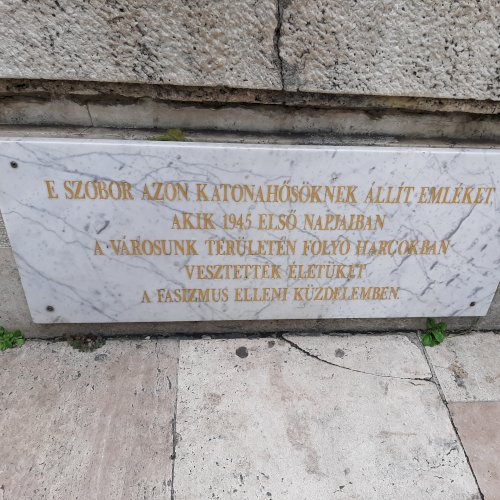 E SZOBOR AZON KATONAHŐSÖKNEK ÁLLÍT EMLÉKET,
AKIK 1945 ELSŐ NAPJAIBAN
A VÁROSUNK TERÜLETÉN FOLYÓ HARCOKBAN
VESZTETTÉK ÉLETÜKET
A FASIZMUS ELLENI KÜZDELEMBEN.